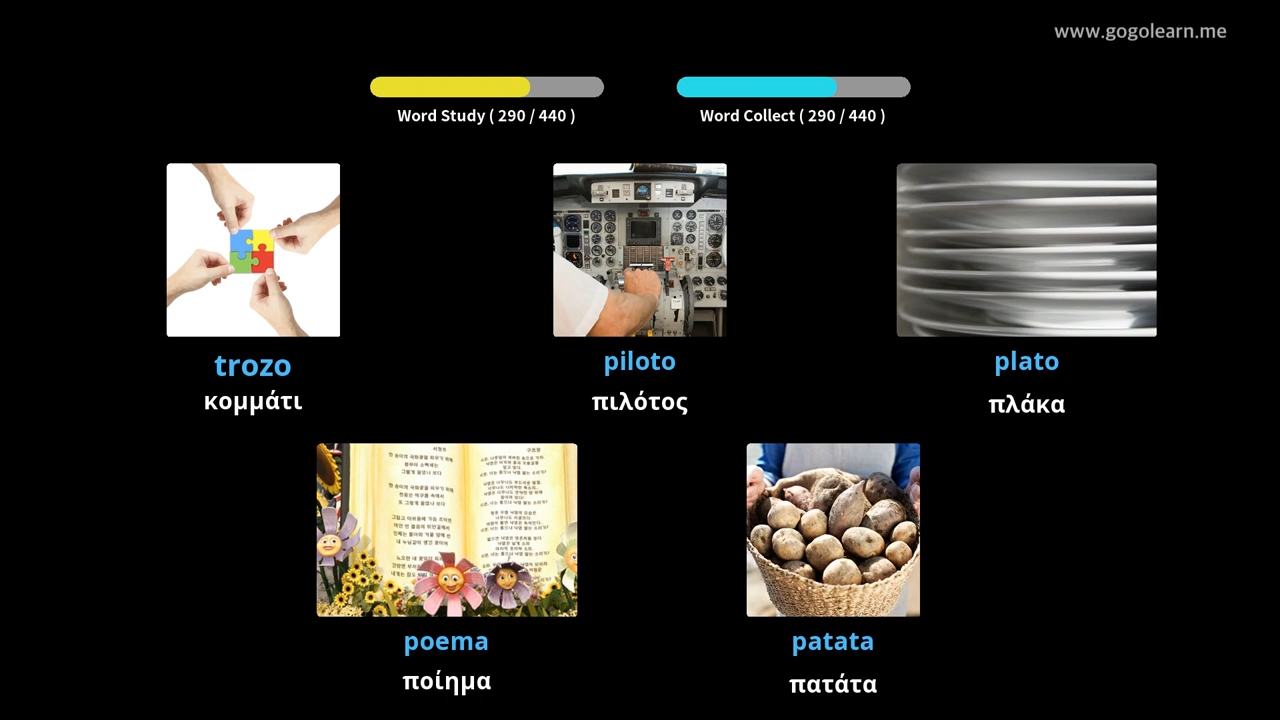 www.gogolearn.me
Word Study ( 290 / 440 )
Word Collect ( 290 / 440 )
trozo
κομμάτι
piloto
πιλότος
plato
πλάκα
poema
ποίημα
patata
πατάτα